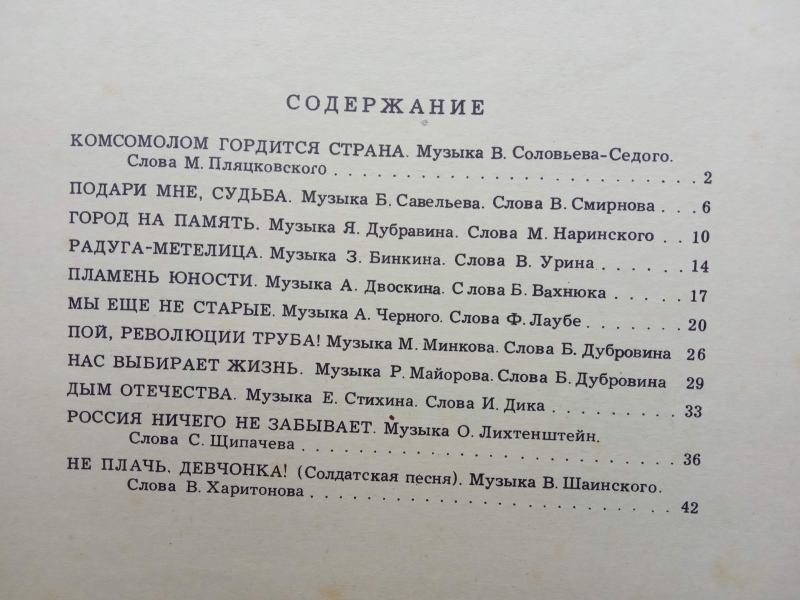 СОДЕРЖАНИЕ
КОМСОМОЛОМ ГОРДИТСЯ СТРАНА. Музыка В. Соловьева-Седого.
Слова М. Пляцковского . . . . . . . . . . . . . . . . . . . . . . . . . 2
ПОДАРИ МНЕ, СУДЬБА. Музыка Б. Савельева. Слова В. Смирнова . . . 6
ГОРОД НА ПАМЯТЬ. Музыка Я. Дубравина. Слова М. Наринского . . 10
РАДУГА-МЕТЕЛИЦА. Музыка З. Бинкина. Слова В. Урина . . . . . 14
ПЛАМЕНЬ ЮНОСТИ. Музыка А. Двоскина. Слова Б. Вахнюка . . . . 17
МЫ ЕЩЕ НЕ СТАРЫЕ. Музыка А. Черного. Слова Ф. Лаубе . . . . . 20
ПОЙ, РЕВОЛЮЦИИ ТРУБА! Музыка М. Минкова. Слова Б. Дубровина 26
НАС ВЫБИРАЕТ ЖИЗНЬ. Музыка Р. Майорова. Слова Б. Дубровина 29
ДЫМ ОТЕЧЕСТВА. Музыка Е. Стихина. Слова И. Дика . . . . . . . . . 33
РОССИЯ НИЧЕГО НЕ ЗАБЫВАЕТ. Музыка О. Лихтенштейн.
Слова С. Щипачева . . . . . . . . . . . . . . . . . . . . . . . . . . 36
НЕ ПЛАЧЬ, ДЕВЧОНКА! (Солдатская песня). Музыка В. Шаинского.
Слова В. Харитонова . . . . . . . . . . . . . . . . . . . . . . . . . 42